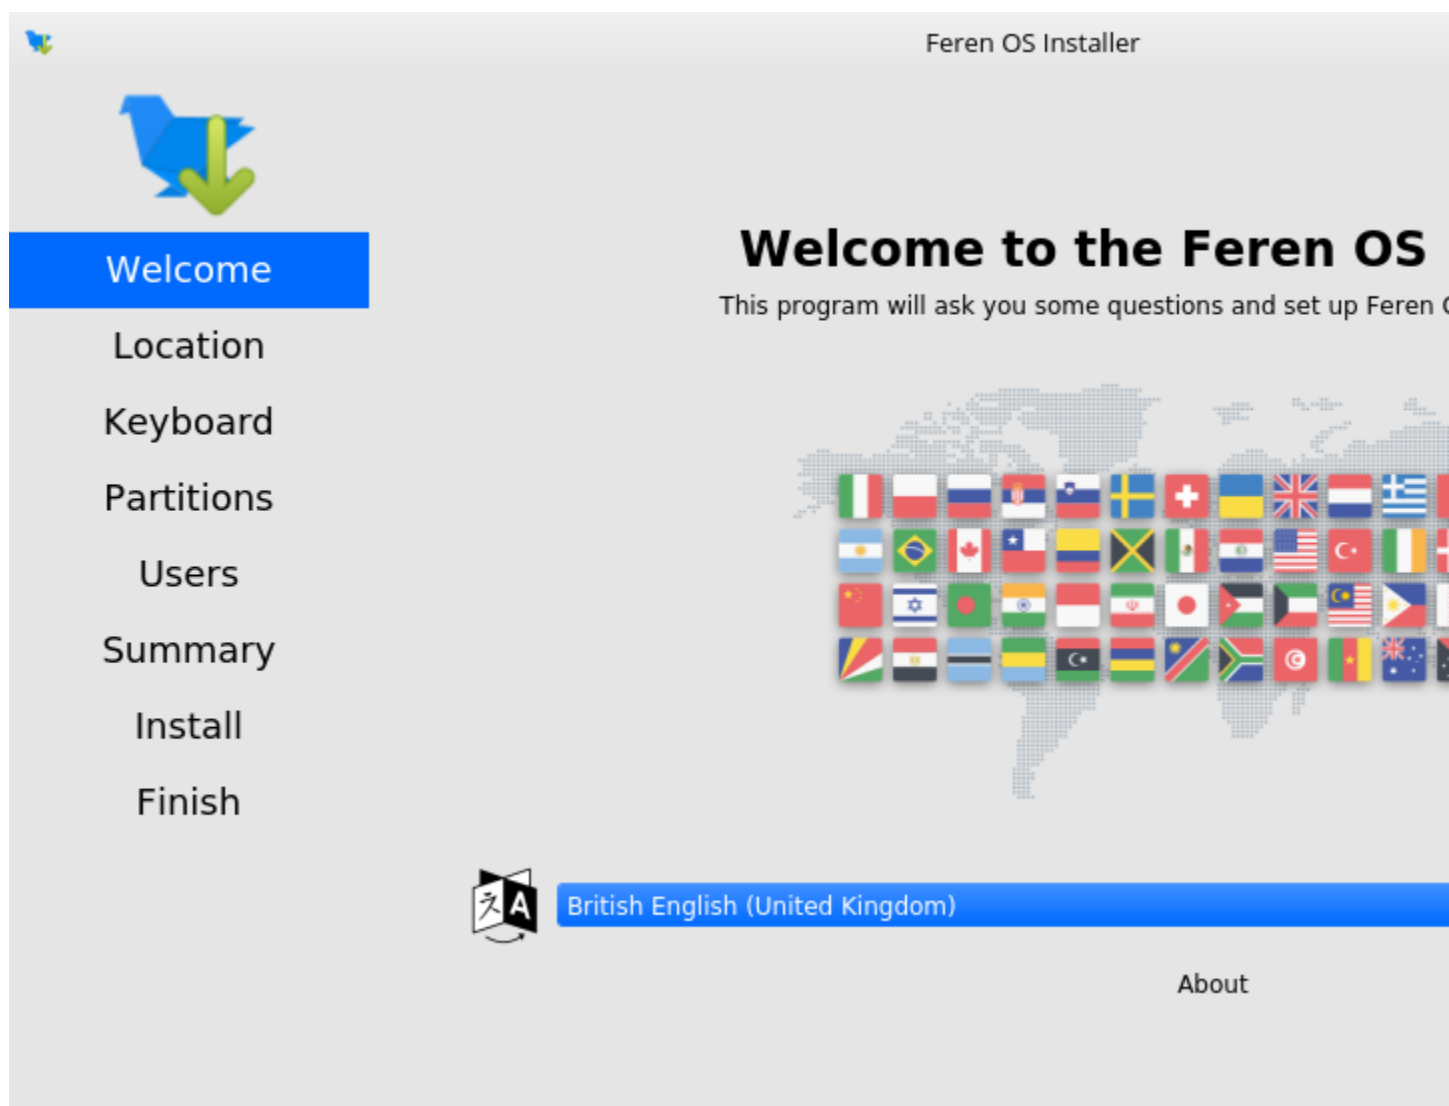 Feren OS Installer
Welcome
Location
Keyboard
Partitions
Users
Summary
Install
Finish
Welcome to the Feren OS
This program will ask you some questions and set up Feren
British English (United Kingdom)
About